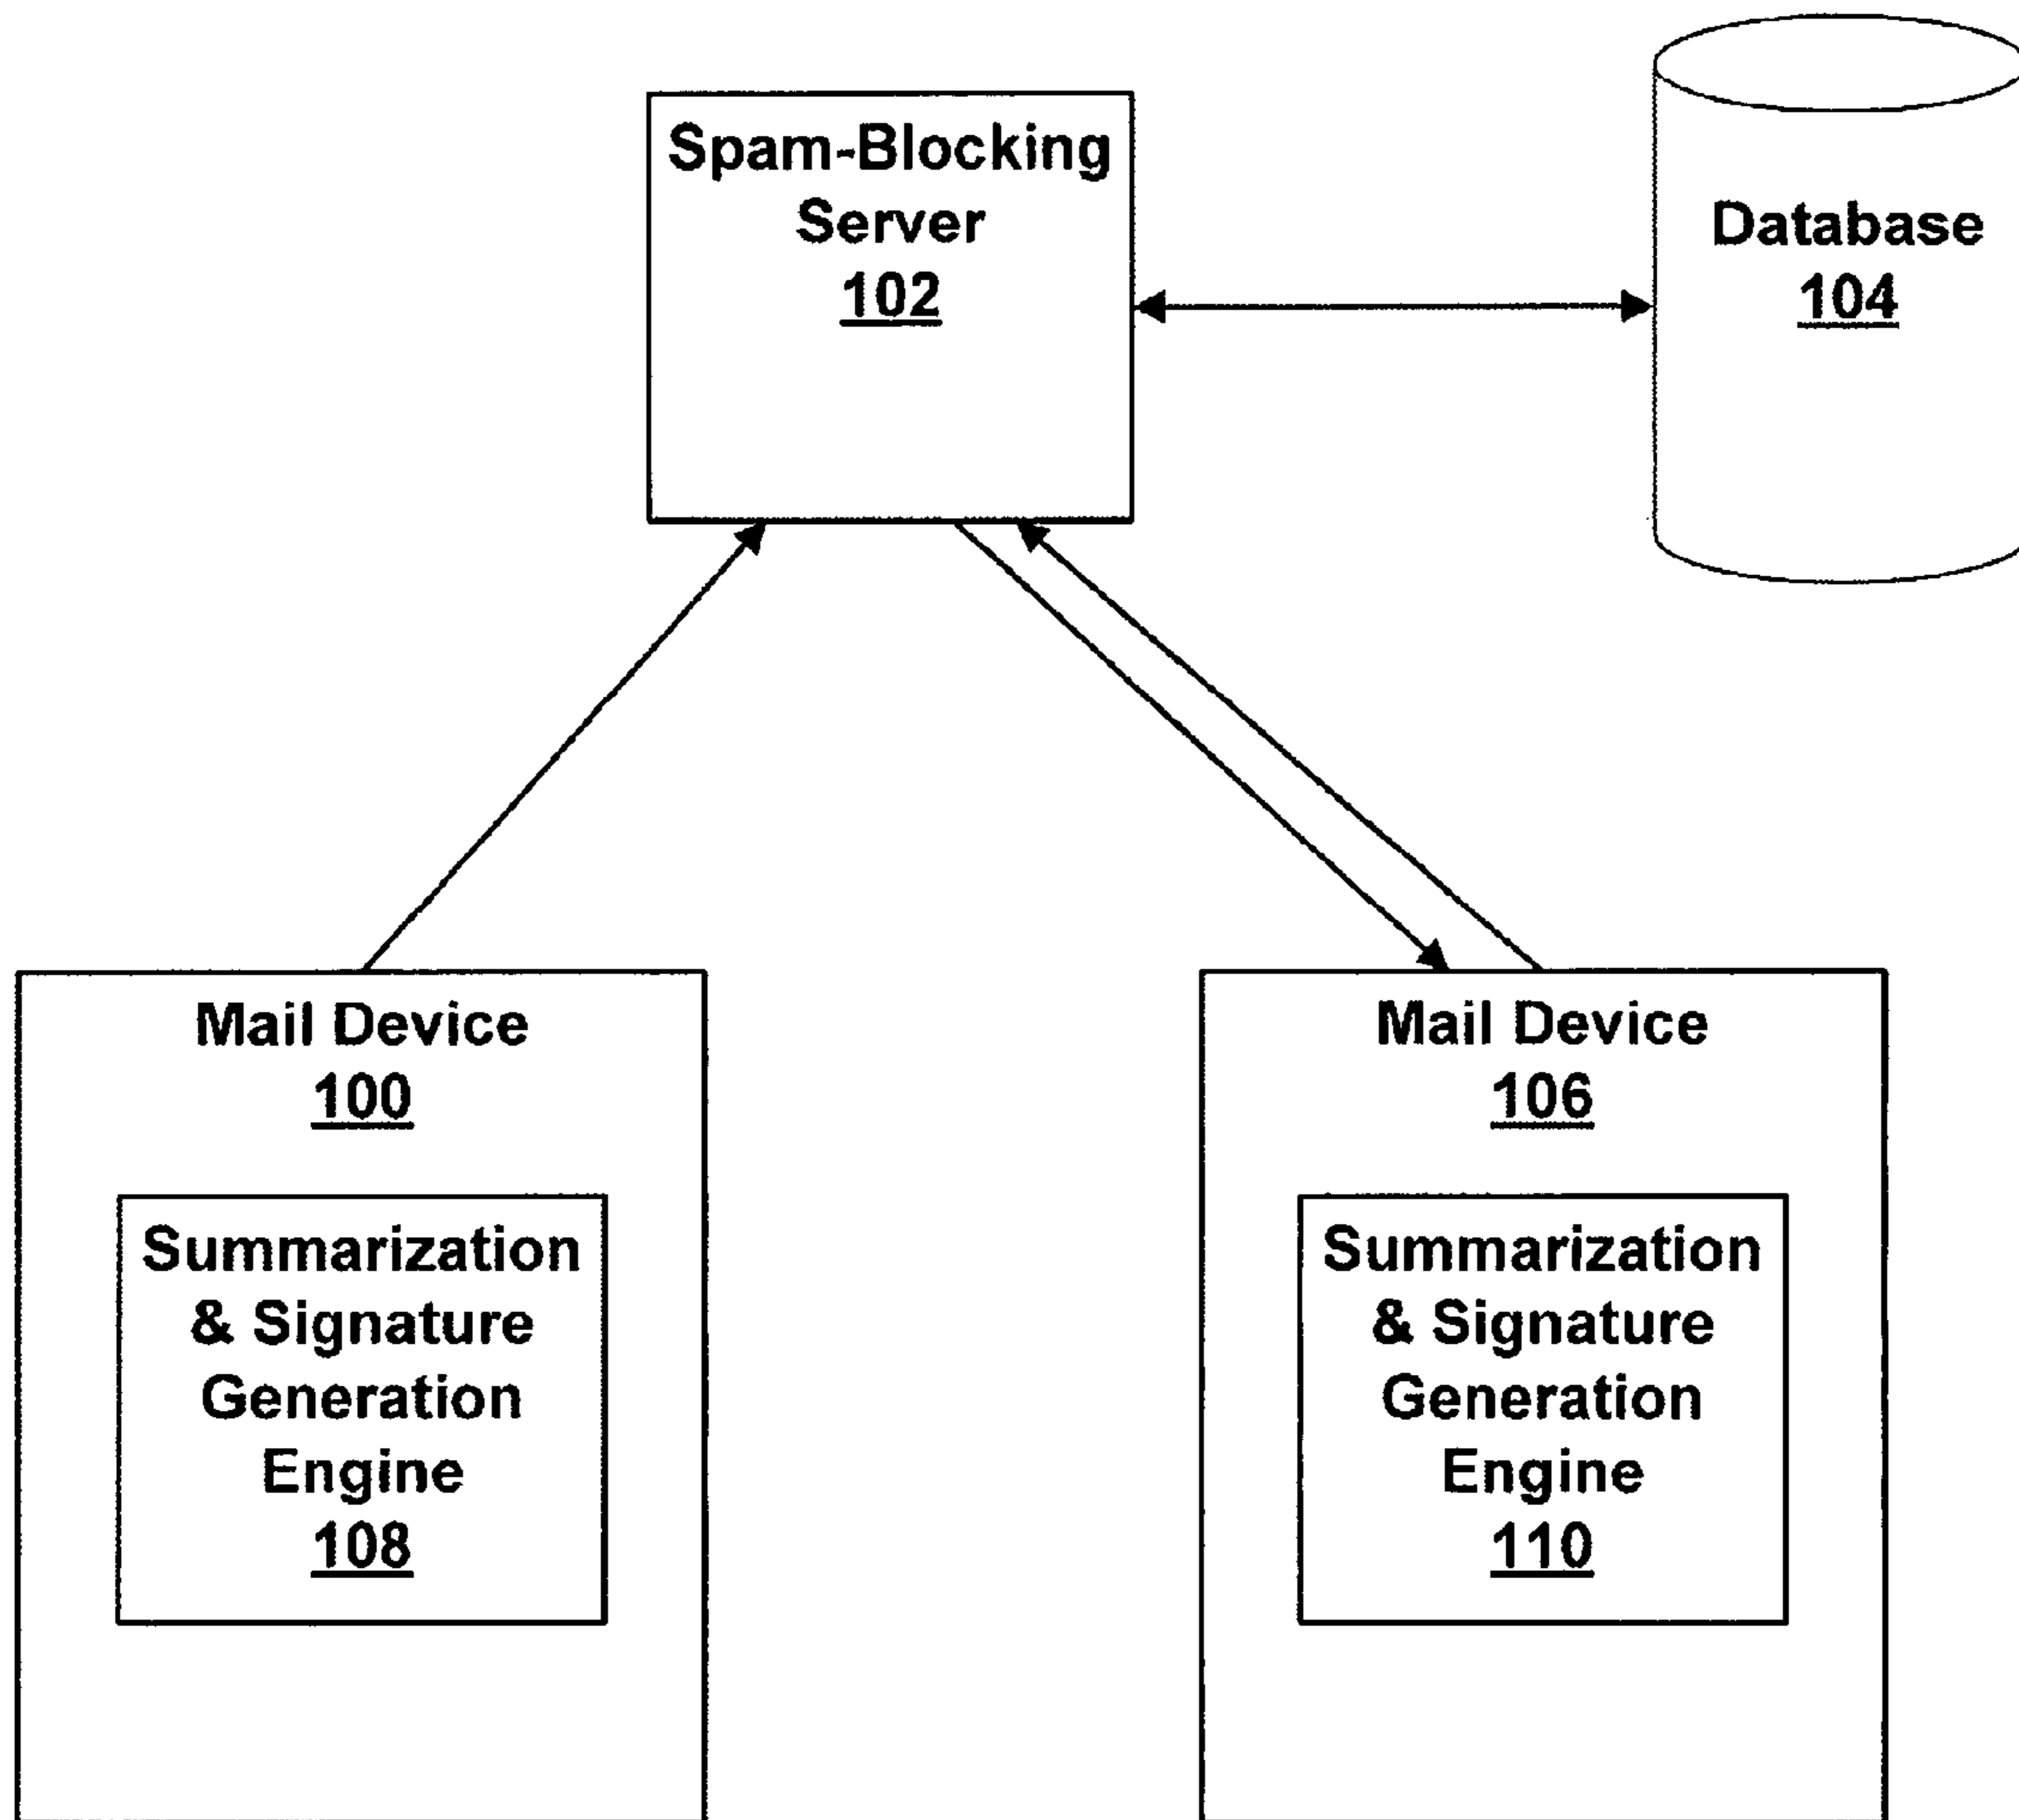 Spam-Blocking
Server
102
Database
104
Mail Device
100
Summarization
& Signature
Generation
Engine
108
Mail Device
106
Summarization
& Signature
Generation
Engine
110